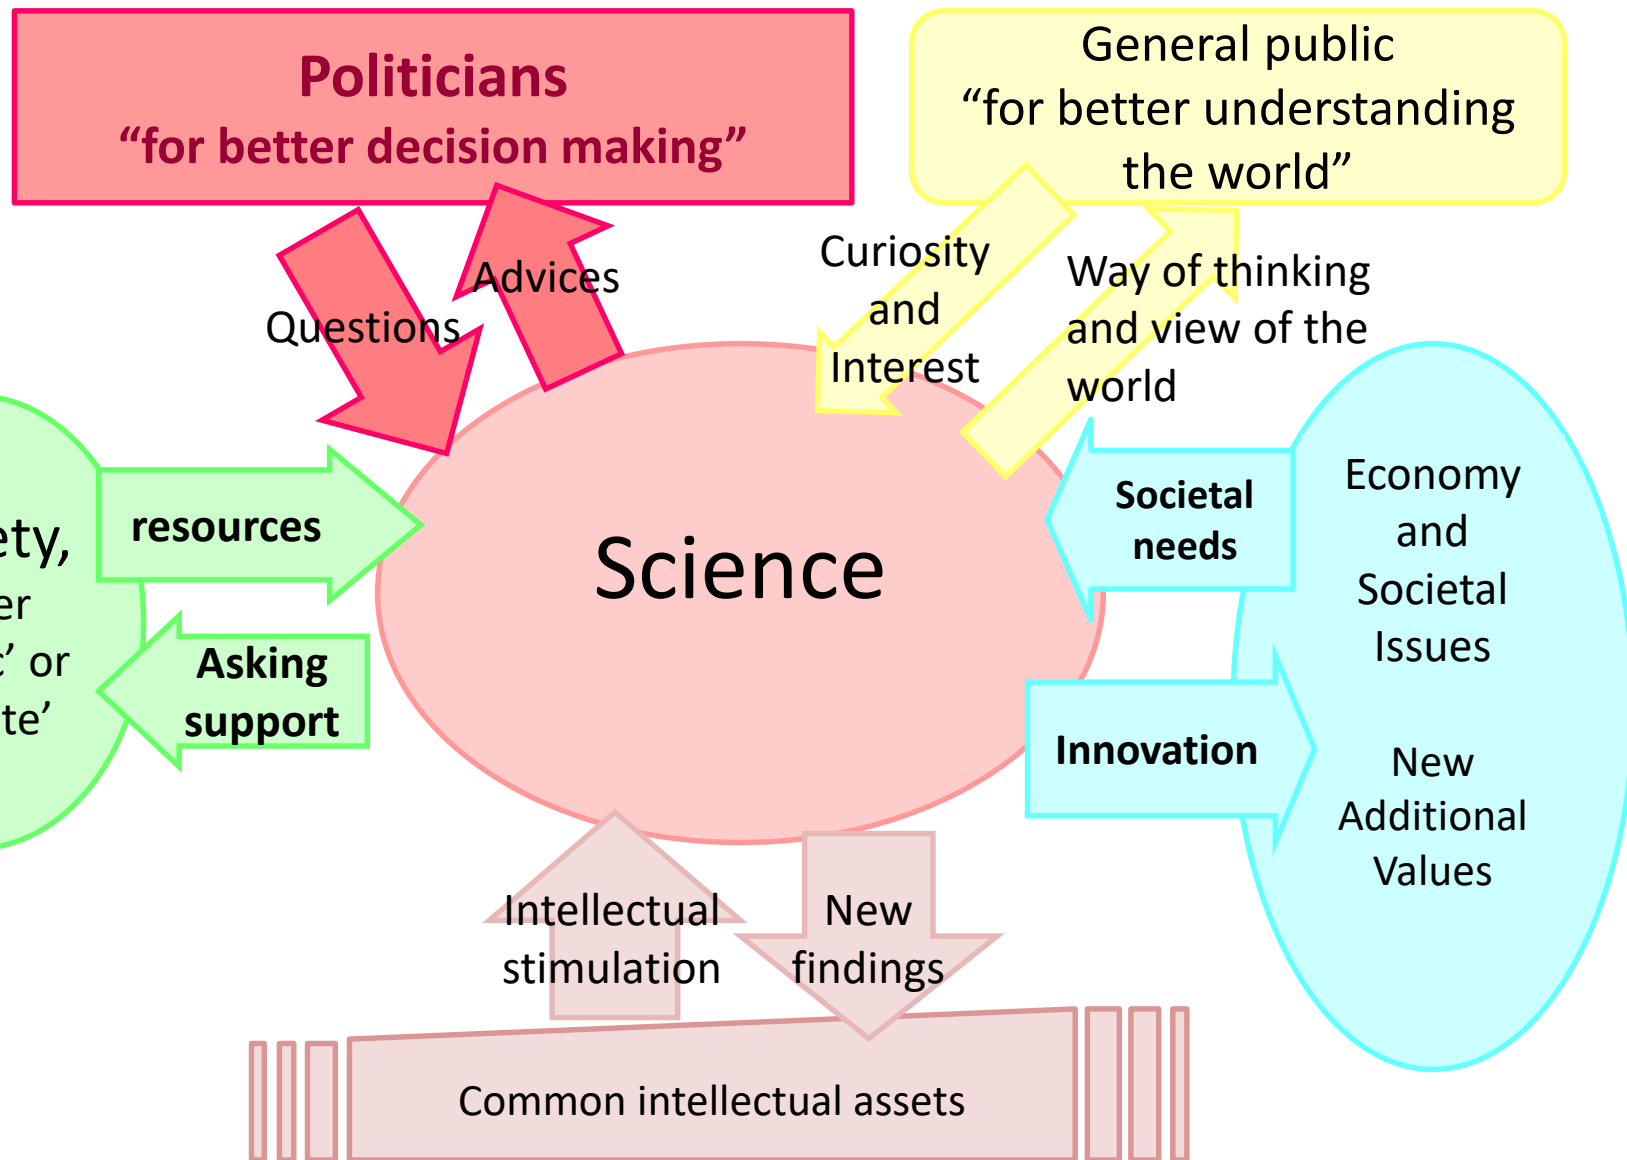 Politicians
“for better decision making”
General public
“for better understanding
the world”
Questions
Advices
Curiosity
and
Interest
Way of thinking
and view of the
world
resources
Asking
support
or
Science
Societal
needs
Innovation
Economy
and
Societal
Issues
New
Additional
Values
Intellectual
stimulation
New
findings
Common intellectual assets